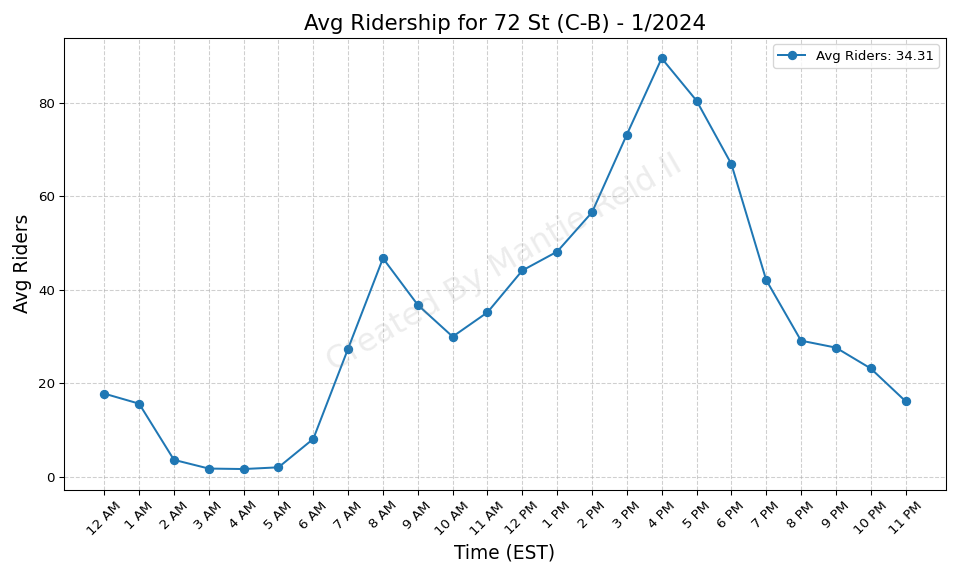 Avg Ridership for 72 St (C-B) - 1/2024
Avg Riders: 34.31
Avg Riders
80
60
40
20
0
Created By Mantie Reid II
12 AM
1 AM
2 AM
3 AM
4 AM
5 AM
6 AM
7 AM
8 AM
9 AM
10 AM
11 AM
12 PM
1 PM
2 PM
3 PM
4 PM
5 PM
6 PM
7 PM
8 PM
9 PM
10 PM
11 PM
Time (EST)